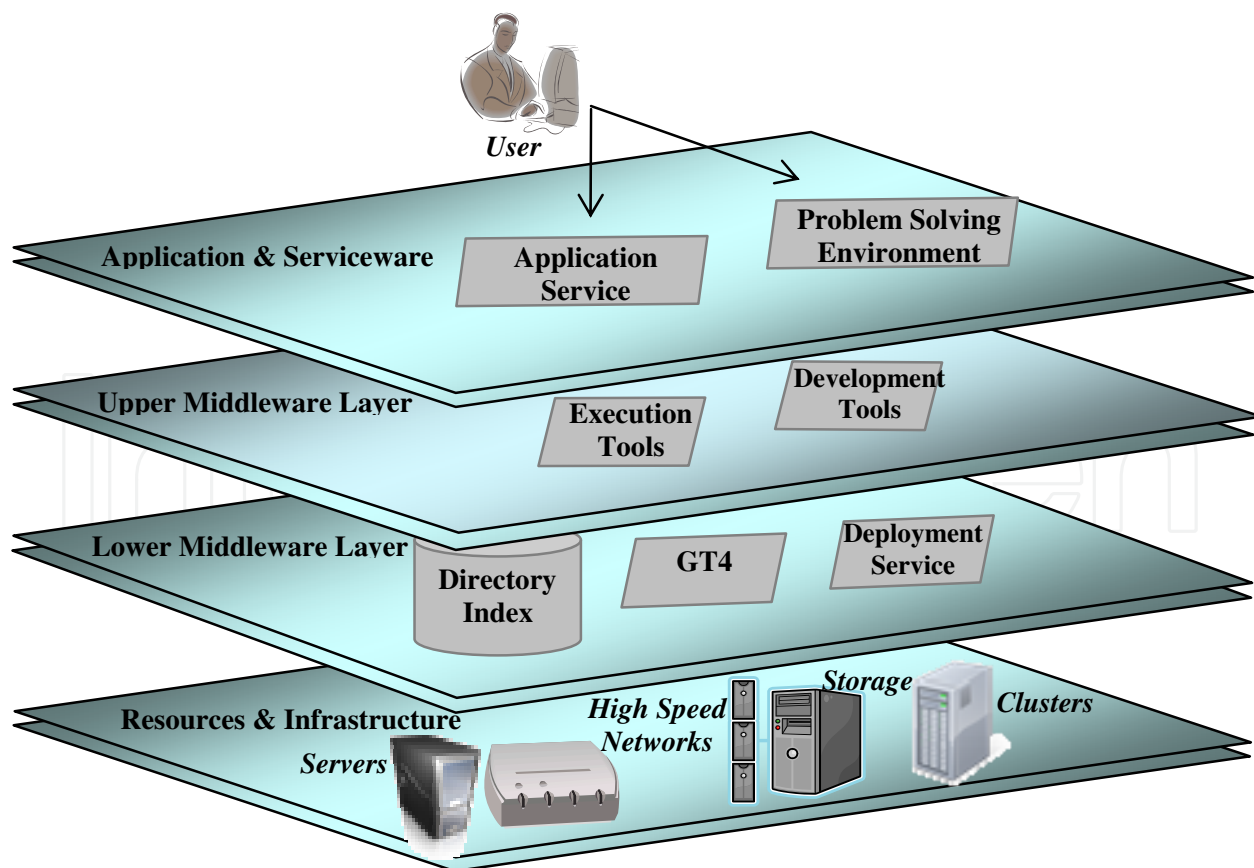 User
Application & Serviceware
Application
Service
Problem Solving
Environment
Upper Middleware Layer
Execution
Tools
Development
Tools
Lower Middleware Layer
Directory
Index
GT4
Deployment
Service
Resources & Infrastructure
Servers
High Speed
Networks
Storage
Clusters